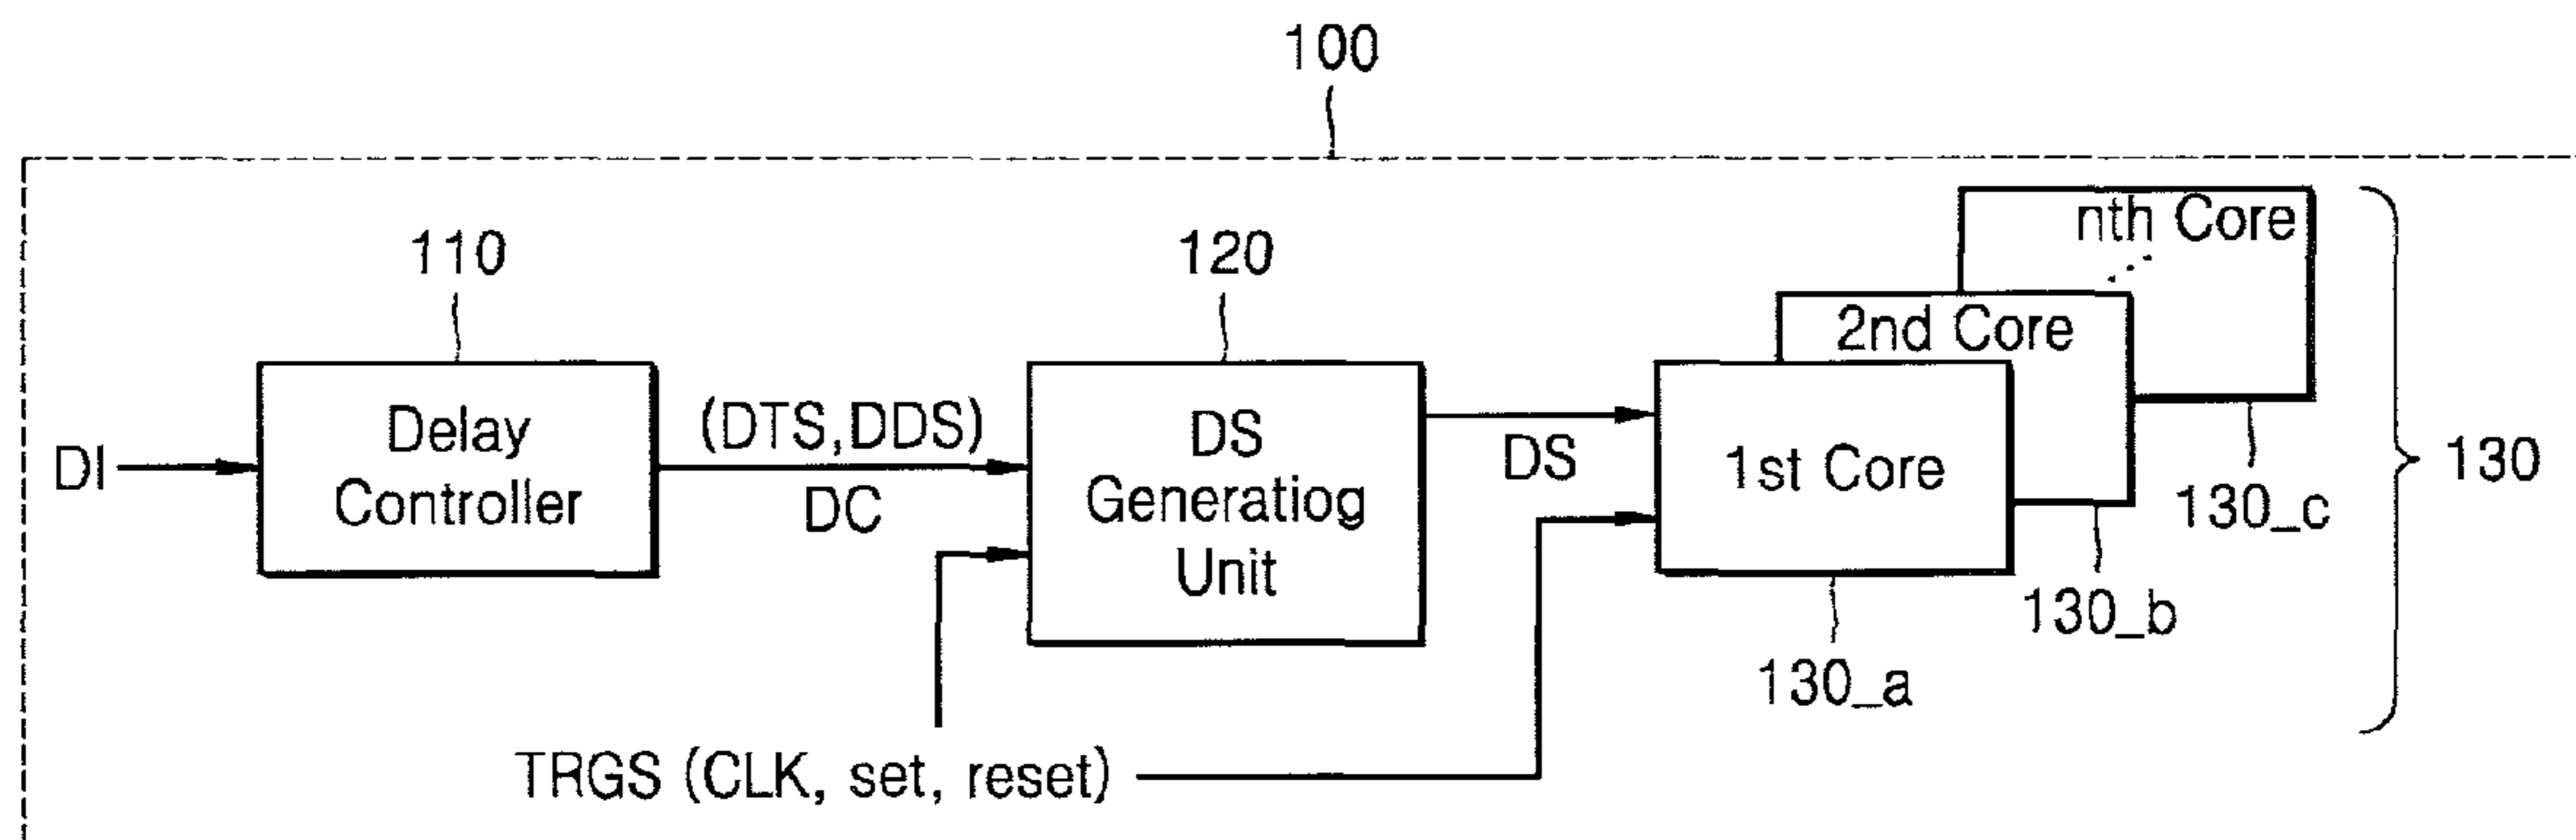 100
110
120
nth Core
2nd Core
1st Core
DI
Delay
Controller
(DTS,DDS)
DC
DS
Generatiog
Unit
DS
130
130_c
130_b
130_a
TRGS (CLK, set, reset)